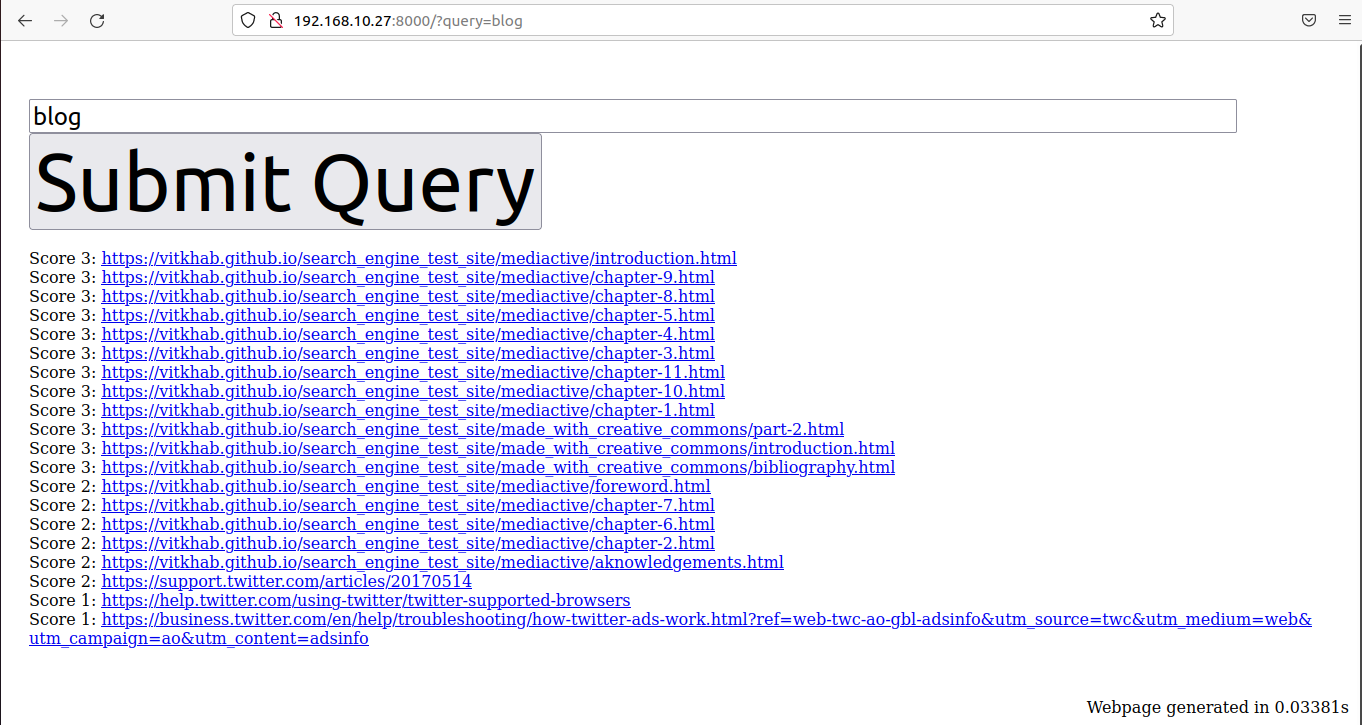 192.168.10.27:8000/?query=blog
blog
Submit Query
Score 3: https://vitkhab.github.io/search_engine_test_site/mediactive/introduction.html
Score 3: https://vitkhab.github.io/search_engine_test_site/mediactive/chapter-9.html
Score 3: https://vitkhab.github.io/search_engine_test_site/mediactive/chapter-8.html
Score 3: https://vitkhab.github.io/search_engine_test_site/mediactive/chapter-5.html
Score 3: https://vitkhab.github.io/search_engine_test_site/mediactive/chapter-4.html
Score 3: https://vitkhab.github.io/search_engine_test_site/mediactive/chapter-3.html
Score 3: https://vitkhab.github.io/search_engine_test_site/mediactive/chapter-11.html
Score 3: https://vitkhab.github.io/search_engine_test_site/mediactive/chapter-10.html
Score 3: https://vitkhab.github.io/search_engine_test_site/mediactive/chapter-1.html
Score 3: https://vitkhab.github.io/search_engine_test_site/made_with_creative_commons/part-2.html
Score 3: https://vitkhab.github.io/search_engine_test_site/made_with_creative_commons/introduction.html
Score 3: https://vitkhab.github.io/search_engine_test_site/made_with_creative_commons/bibliography.html
Score 2: https://vitkhab.github.io/search_engine_test_site/mediactive/foreword.html
Score 2: https://vitkhab.github.io/search_engine_test_site/mediactive/chapter-7.html
Score 2: https://vitkhab.github.io/search_engine_test_site/mediactive/chapter-6.html
Score 2: https://vitkhab.github.io/search_engine_test_site/mediactive/chapter-2.html
Score 2: https://vitkhab.github.io/search_engine_test_site/mediactive/aknowledgements.html
Score 2: https://support.twitter.com/articles/20170514
Score 1: https://help.twitter.com/using-twitter/twitter-supported-browsers
Score 1: https://business.twitter.com/en/help/troubleshooting/how-twitter-ads-work.html?ref=web-twc-ao-gbl-adsinfo&utm_source=twc&utm_medium=web&
utm_campaign=ao&utm_content=adsinfo
Webpage generated in 0.03381s